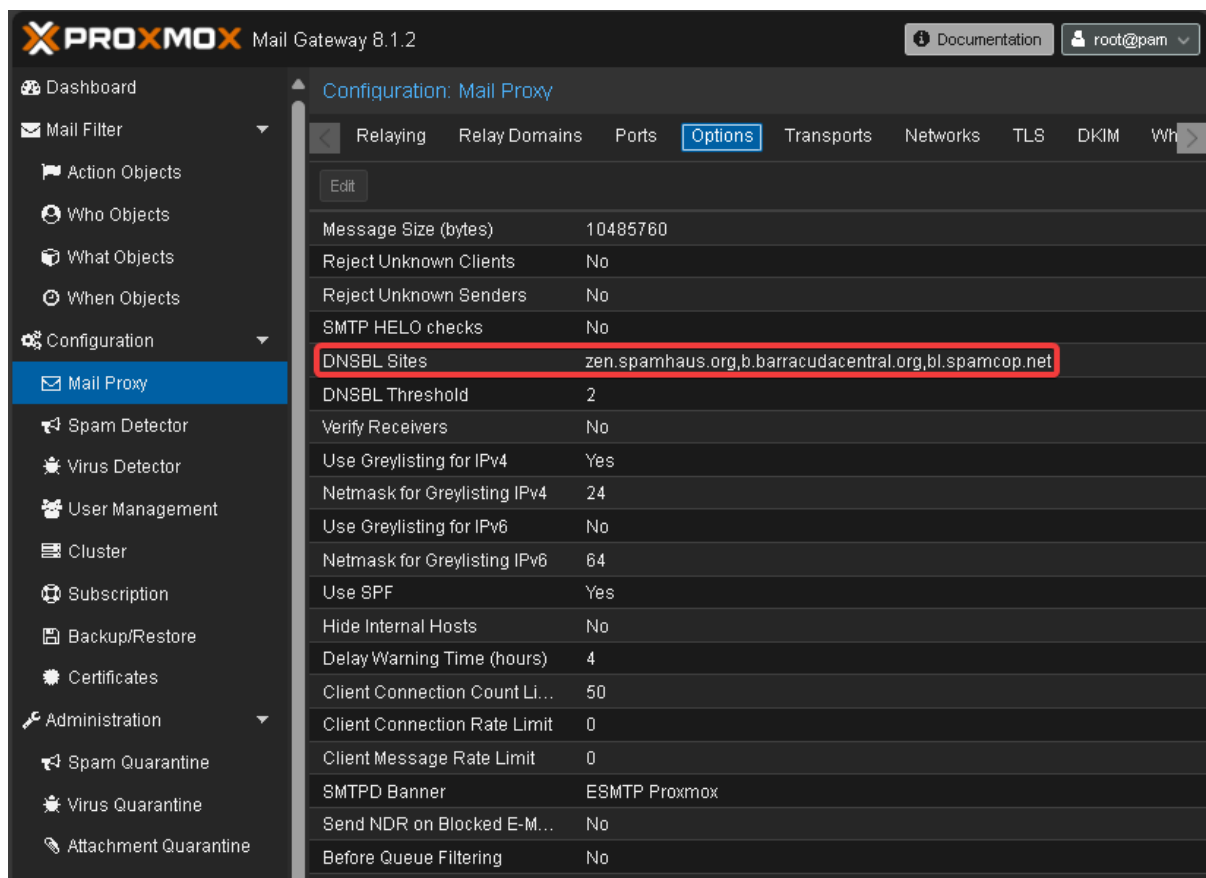 PROXMOX Mail Gateway 8.1.2 Documentation root@pam
Dashboard
Mail Filter
Action Objects
Who Objects
What Objects
When Objects
Configuration
Mail Proxy
Spam Detector
Virus Detector
User Management
Cluster
Subscription
Backup/Restore
Certificates
Administration
Spam Quarantine
Virus Quarantine
Attachment Quarantine
Configuration: Mail Proxy
Relaying Relay Domains Ports Options Transports Networks TLS DKIM Wh
Edit
Message Size (bytes) 10485760
Reject Unknown Clients No
Reject Unknown Senders No
SMTP HELO checks No
DNSBL Sites zen.spamhaus.org,b.barracudacentral.org,bl.spamcop.net
DNSBL Threshold 2
Verify Receivers No
Use Greylisting for IPv4 Yes
Netmask for Greylisting IPv4 24
Use Greylisting for IPv6 No
Netmask for Greylisting IPv6 64
Use SPF Yes
Hide Internal Hosts No
Delay Warning Time (hours) 4
Client Connection Count Li... 50
Client Connection Rate Limit 0
Client Message Rate Limit 0
SMTPD Banner ESMTP Proxmox
Send NDR on Blocked E-M... No
Before Queue Filtering No